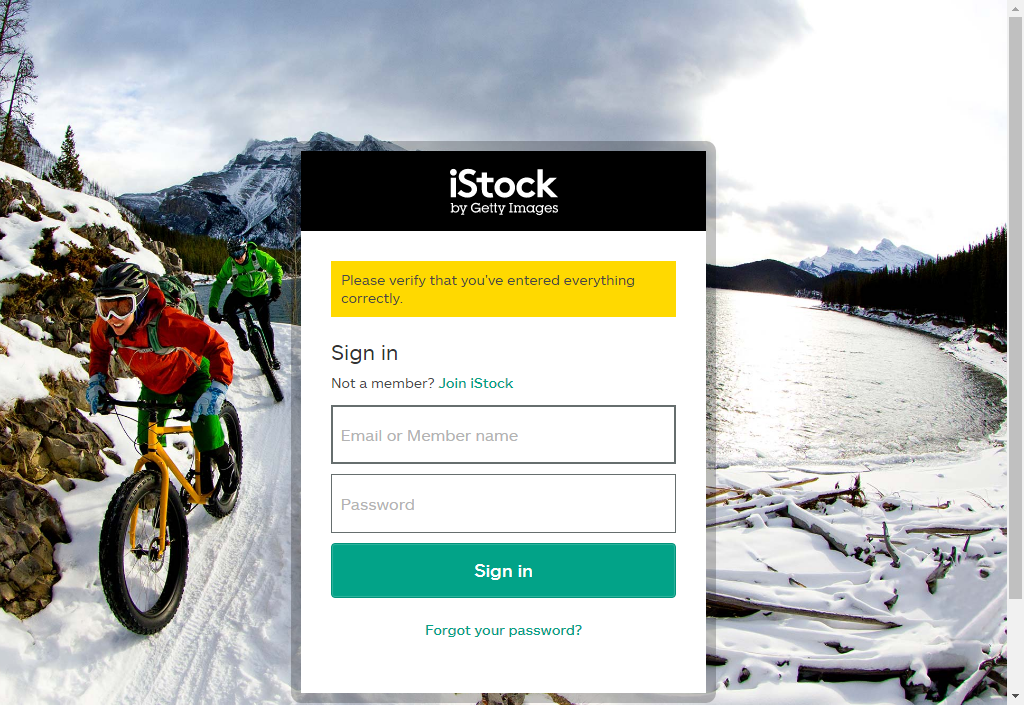 iStock
by Getty Images
Please verify that you've entered everything
correctly.
Sign in
Not a member? Join iStock
Email or Member name
Password
Sign in
Forgot your password?